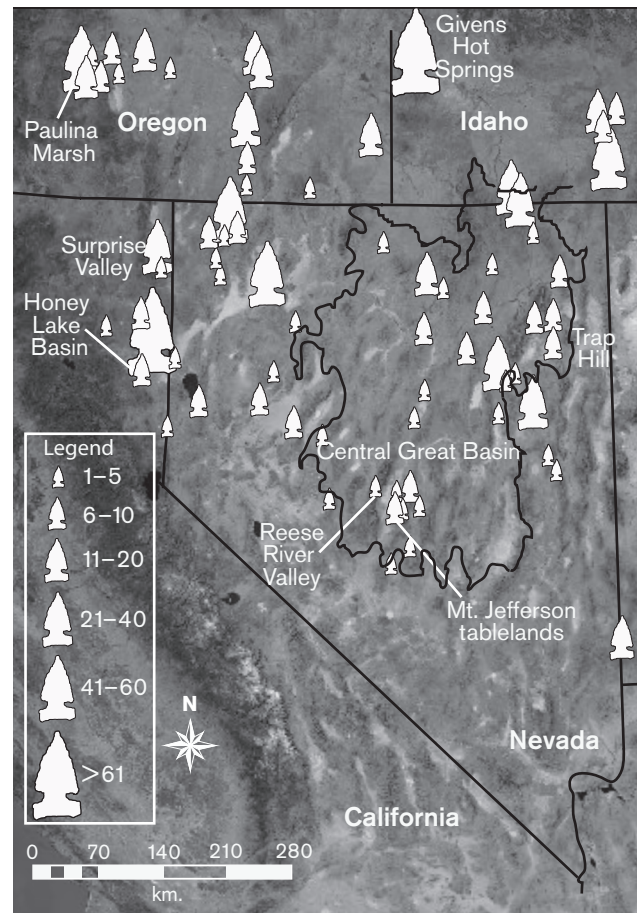 Givens
Hot
Springs
Paulina
Marsh
Oregon
Idaho
Surprise
Valley
Honey
Lake
Basin
Trap
Hill
Central Great Basin
Reese
River
Valley
Mt. Jefferson
tablelands
Legend
1–5
6–10
11–20
21–40
41–60
>61
N
Nevada
California
0 70 140 210 280
km.